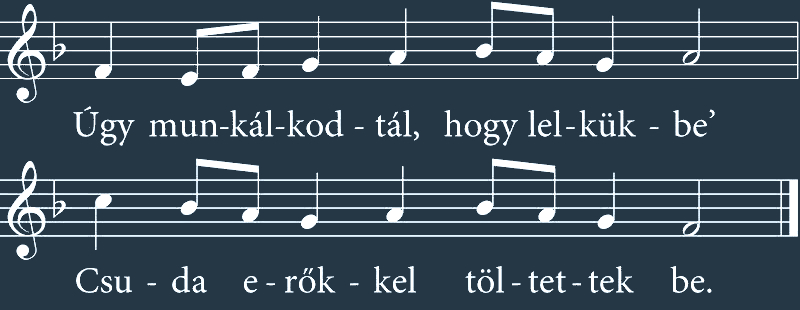 Úgy mun-kál-kod - tál, hogy lel-kük - be’
Csu - da e-rők - kel töl-tet-tek be.